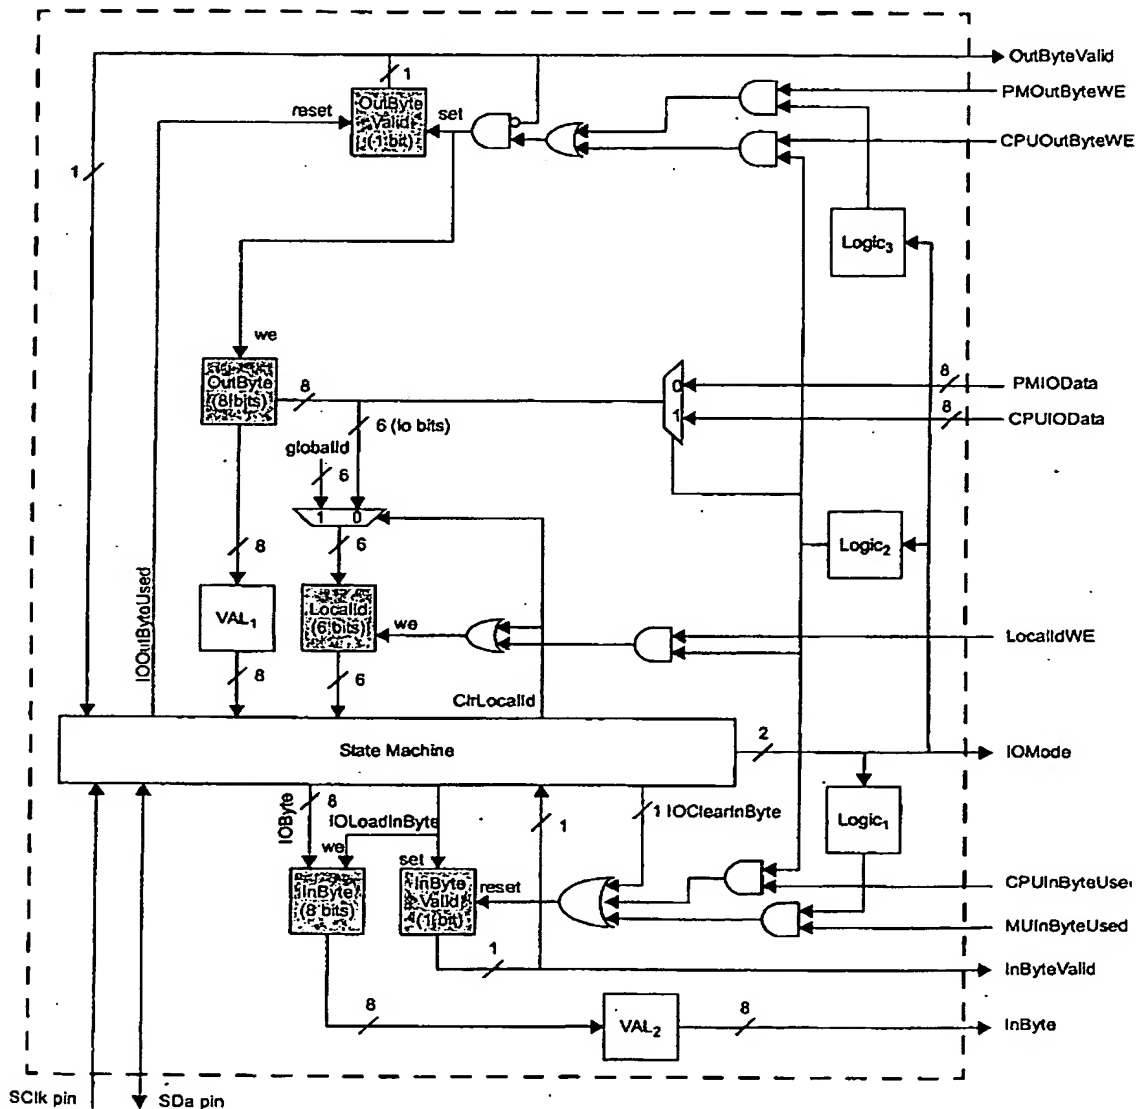 OutByteValid
1
OutByte
Valid
(1 bit)
reset
set
PMOutByteWE
CPUOutByteWE
1
Logic3
we
OutByte
(8 bits)
8
0
1
8
PMIOData
8
CPUIOData
6 (lo bits)
globalId
6
1
0
8
6
Logic2
IOOutByteUsed
VAL1
LocalId
(6 bits)
we
LocalIdWE
8
6
ClrLocalId
State Machine
2
IOMode
IOByte
8
IOLoadInByte
1
1 IOClearInByte
Logic1
we
set
InByte
(8 bits)
InByte
Valid
(1 bit)
reset
CPUInByteUse
MUInByteUsed
1
InByteValid
8
VAL2
8
InByte
SClk pin
SDa pin